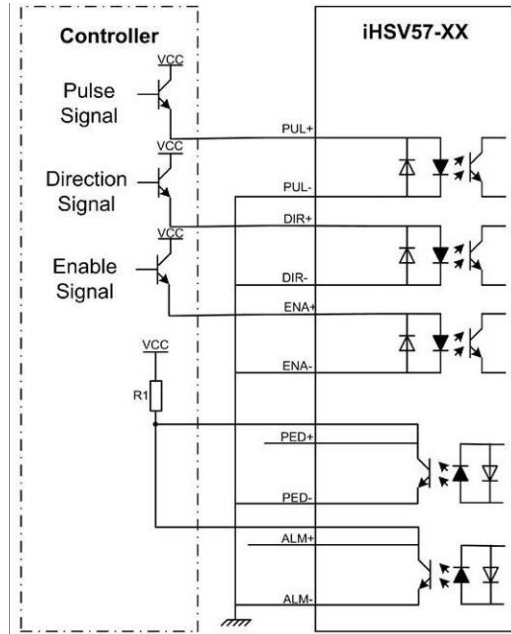 Controller
iHSV57-XX
VCC
Pulse
Signal
PUL+
VCC
PUL-
Direction
Signal
DIR+
VCC
DIR-
Enable
Signal
ENA+
VCC
ENA-
R1
PED+
PED-
ALM+
ALM-